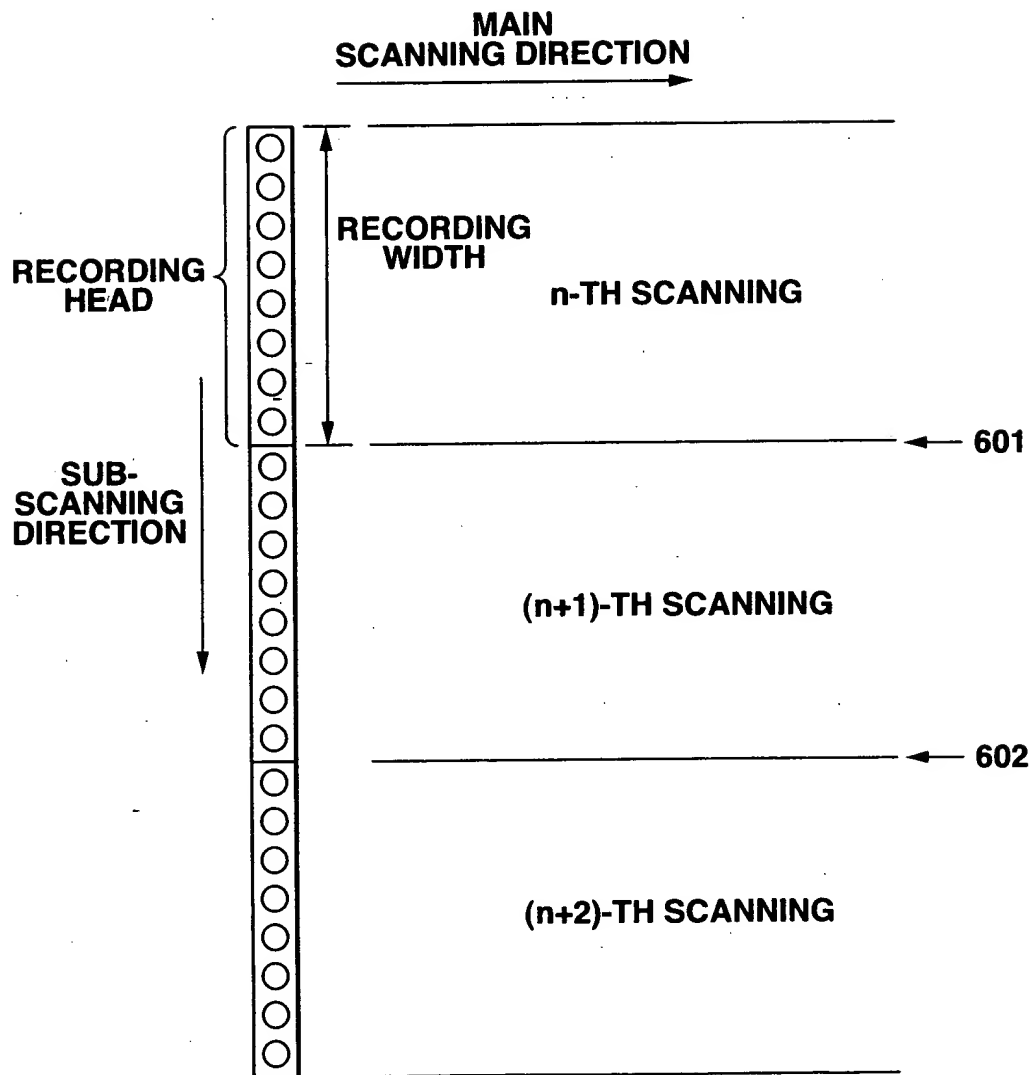 MAIN
SCANNING DIRECTION
RECORDING
WIDTH
RECORDING
HEAD
n-TH SCANNING
601
SUB-
SCANNING
DIRECTION
(n+1)-TH SCANNING
602
(n+2)-TH SCANNING